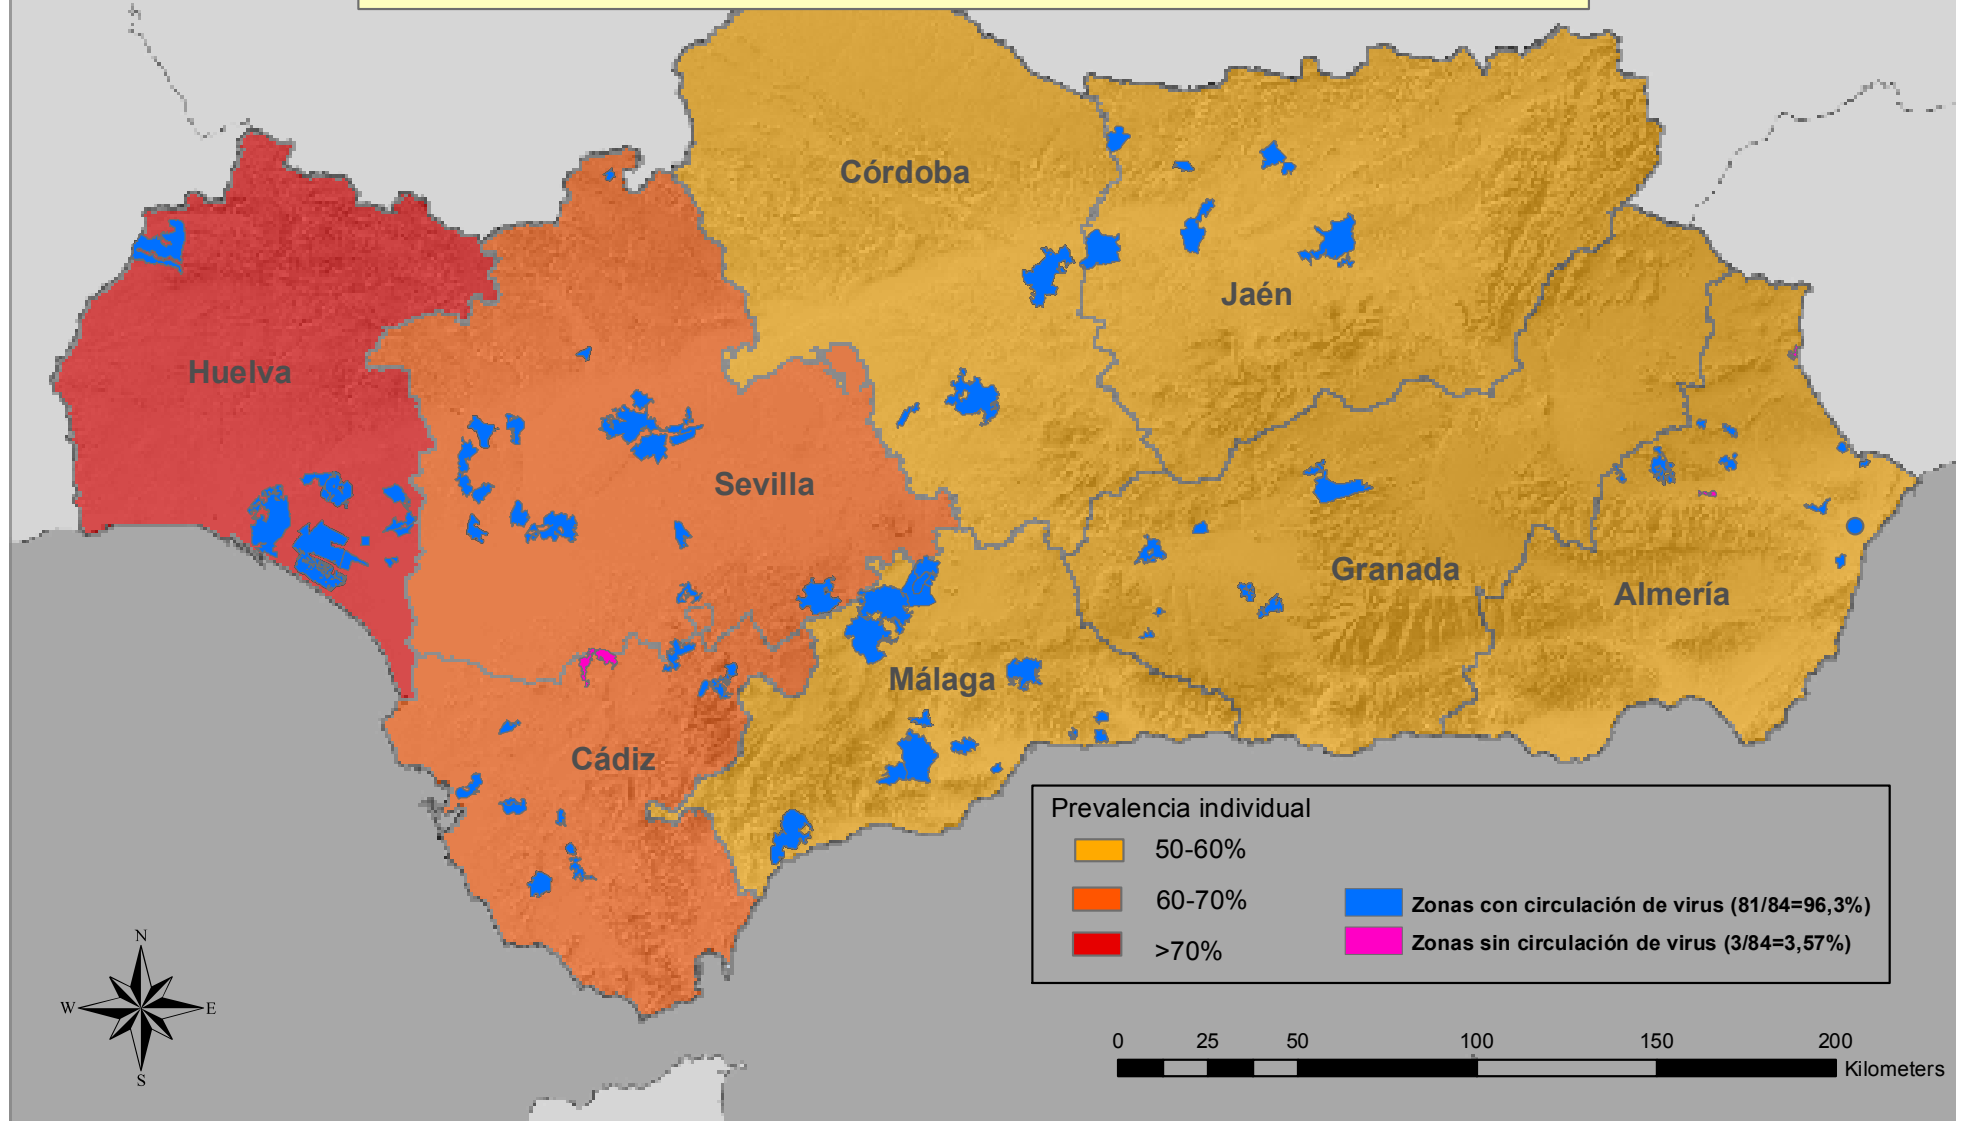 Córdoba
Jaén
Huelva
Sevilla
Granada
Almería
Málaga
Cádiz
Prevalencia individual
50-60%
60-70%
>70%
Zonas con circulación de virus (81/84=96,3%)
Zonas sin circulación de virus (3/84=3,57%)
N
W
E
S
0 25 50 100 150 200
Kilometers